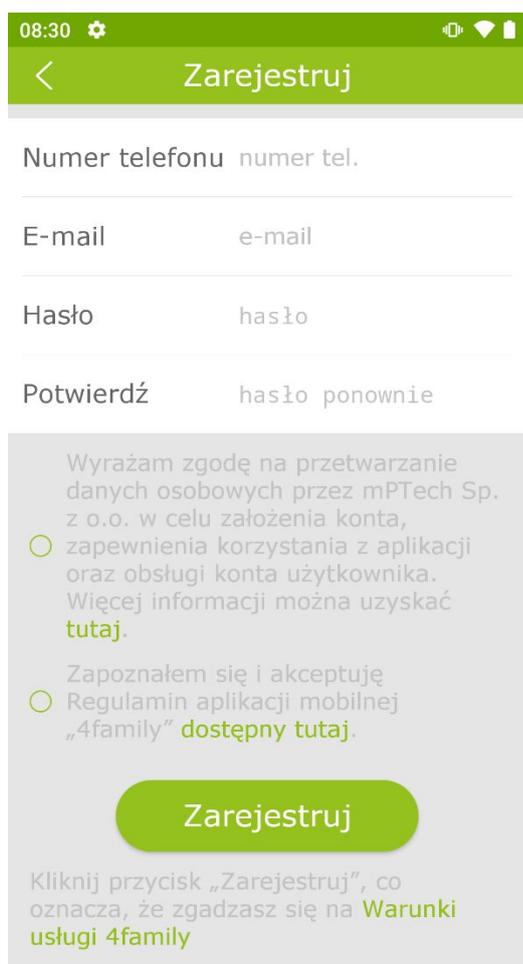 08:30
Zarejestruj
Numer telefonu numer tel.
E-mail e-mail
Hasło hasło
Potwierdź hasło ponownie
Wyrażam zgodę na przetwarzanie
danych osobowych przez mPTech Sp.
z o.o. w celu założenia konta,
zapewnienia korzystania z aplikacji
oraz obsługi konta użytkownika.
Więcej informacji można uzyskać
tutaj.
Zapoznałem się i akceptuję
Regulamin aplikacji mobilnej
„4family” dostępny tutaj.
Zarejestruj
Kliknij przycisk „Zarejestruj”, co
oznacza, że zgadzasz się na Warunki
usługi 4family